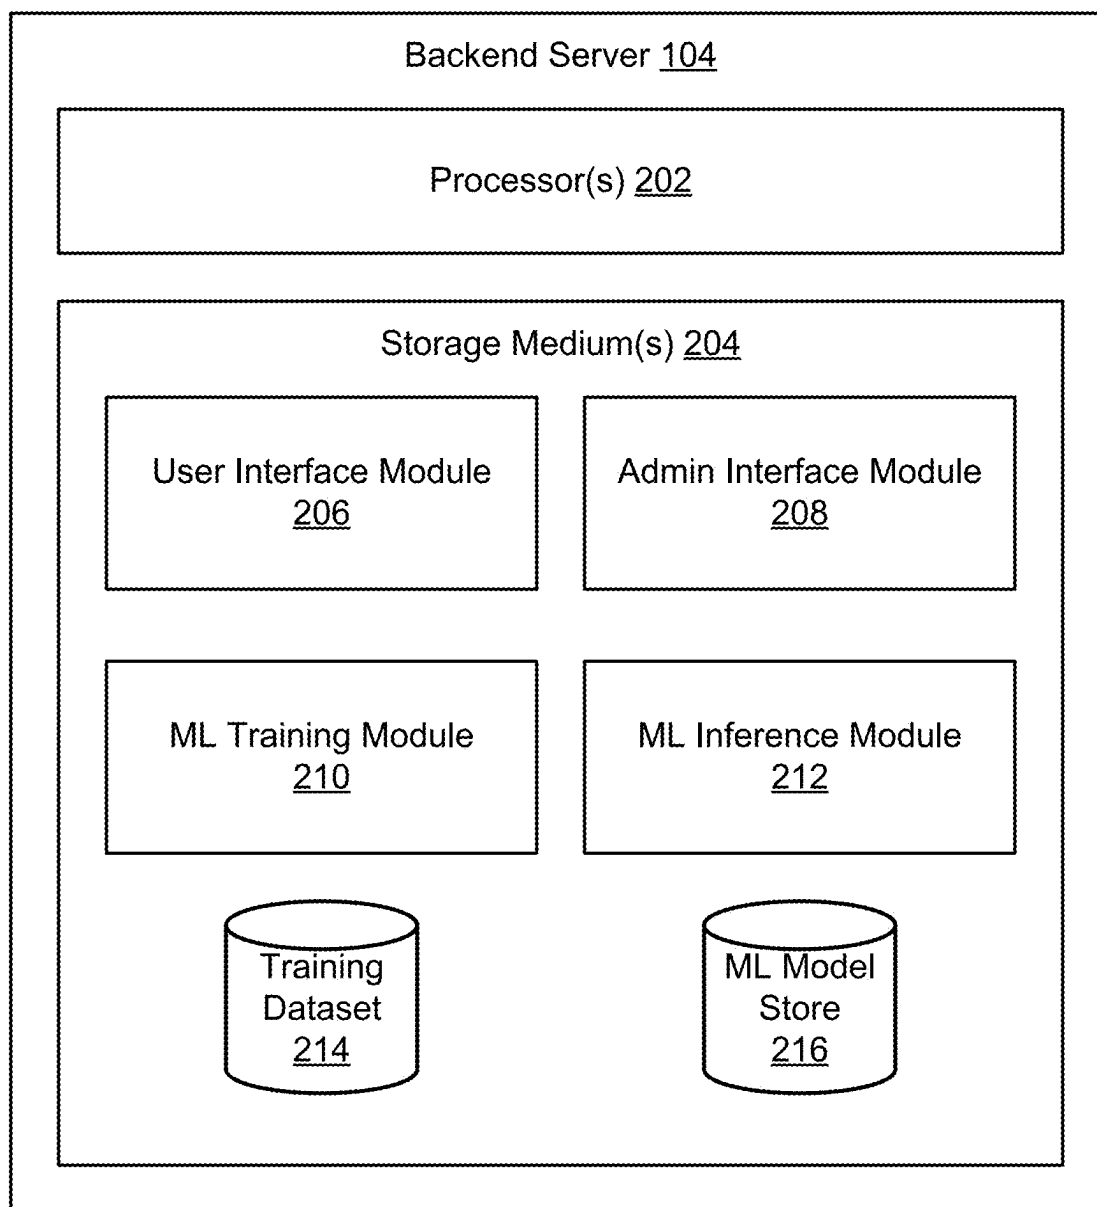 Backend Server 104
Processor(s) 202
Storage Medium(s) 204
User Interface Module
206
Admin Interface Module
208
ML Training Module
210
ML Inference Module
212
Training
Dataset
214
ML Model
Store
216